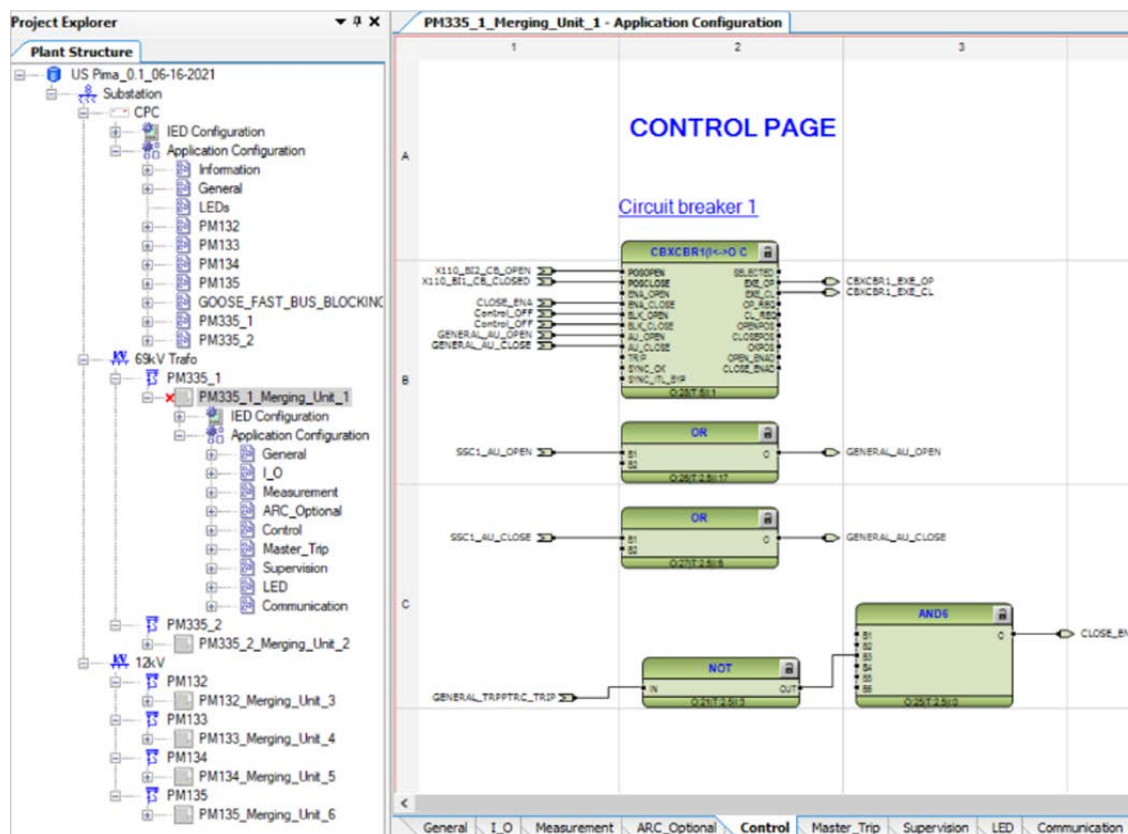 Project Explorer
Plant Structure
US Pima_0.1_06-16-2021
Substation
CPC
IED Configuration
Application Configuration
Information
General
LEDs
PM132
PM133
PM134
PM135
GOOSE_FAST_BUS_BLOCKING
PM335_1
PM335_2
69kV Trafo
PM335_1
PM335_1_Merging_Unit_1
IED Configuration
Application Configuration
General
I_O
Measurement
ARC_Optional
Control
Master_Trip
Supervision
LED
Communication
PM335_2
PM335_2_Merging_Unit_2
12kV
PM132
PM132_Merging_Unit_3
PM133
PM133_Merging_Unit_4
PM134
PM134_Merging_Unit_5
PM135
PM135_Merging_Unit_6
PM335_1_Merging_Unit_1 - Application Configuration
1 2 3
A
CONTROL PAGE
Circuit breaker 1
CBXCBR1(I<->O C
X110_BI2_CB_OPEN POSOPEN SELECTED
X110_BI1_CB_CLOSED POSCLOSE EXE_OP CBXCBR1_EXE_OP
ENA_OPEN EXE_CL CBXCBR1_EXE_CL
CLOSE_ENA ENA_CLOSE OP_REQ
Control_OFF BLK_OPEN CL_REQ
Control_OFF BLK_CLOSE OPENPOS
GENERAL_AU_OPEN AU_OPEN CLOSEPOS
GENERAL_AU_CLOSE AU_CLOSE OKPOS
TRIP OPEN_ENAD
SYNC_OK CLOSE_ENAD
SYNC_ITL_BYP
B
OR
SSC1_AU_OPEN B1 O GENERAL_AU_OPEN
B2
OR
SSC1_AU_CLOSE B1 O GENERAL_AU_CLOSE
B2
C
AND6
B1 O CLOSE_EN
B2
B3
B4
B5
B6
NOT
GENERAL_TRPPTRC_TRIP IN OUT
General I_O Measurement ARC_Optional Control Master_Trip Supervision LED Communication